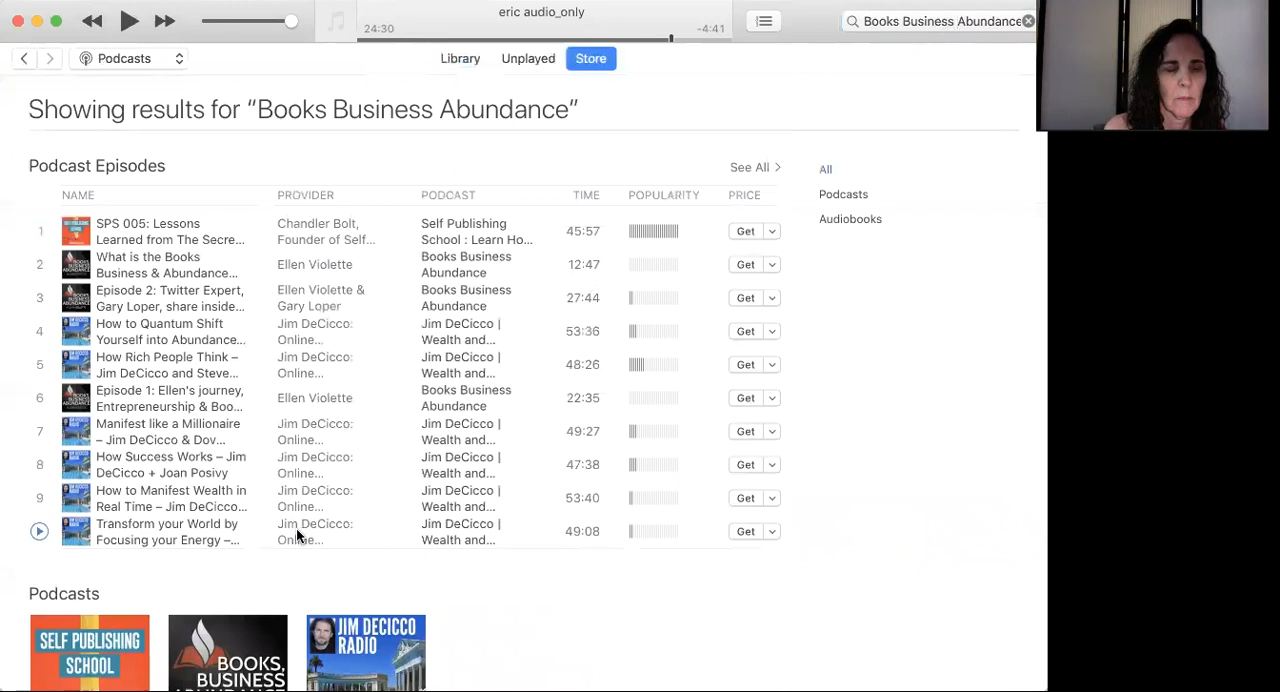 eric audio_only
24:30
-4:41
Books Business Abundance
Podcasts
Library
Unplayed
Store
Showing results for “Books Business Abundance”
Podcast Episodes
See All >
All
Podcasts
Audiobooks
NAME PROVIDER PODCAST TIME POPULARITY PRICE
1 SPS 005: Lessons Chandler Bolt, Self Publishing 45:57 Get
Learned from The Secre... Founder of Self... School : Learn Ho...
2 What is the Books Ellen Violette Books Business 12:47 Get
Business & Abundance... Abundance
3 Episode 2: Twitter Expert, Ellen Violette & Books Business 27:44 Get
Gary Loper, share inside... Gary Loper Abundance
4 How to Quantum Shift Jim DeCicco: Jim DeCicco | 53:36 Get
Yourself into Abundance... Online... Wealth and...
5 How Rich People Think – Jim DeCicco: Jim DeCicco | 48:26 Get
Jim DeCicco and Steve... Online... Wealth and...
6 Episode 1: Ellen's journey, Ellen Violette Books Business 22:35 Get
Entrepreneurship & Boo... Abundance
7 Manifest like a Millionaire Jim DeCicco: Jim DeCicco | 49:27 Get
– Jim DeCicco & Dov... Online... Wealth and...
8 How Success Works – Jim Jim DeCicco: Jim DeCicco | 47:38 Get
DeCicco + Joan Posivy Online... Wealth and...
9 How to Manifest Wealth in Jim DeCicco: Jim DeCicco | 53:40 Get
Real Time – Jim DeCicco... Online... Wealth and...
Transform your World by Jim DeCicco: Jim DeCicco | 49:08 Get
Focusing your Energy –... Online... Wealth and...
Podcasts
SELF PUBLISHING
SCHOOL
BOOKS,
BUSINESS
ABUNDANCE
JIM DECICCO
RADIO